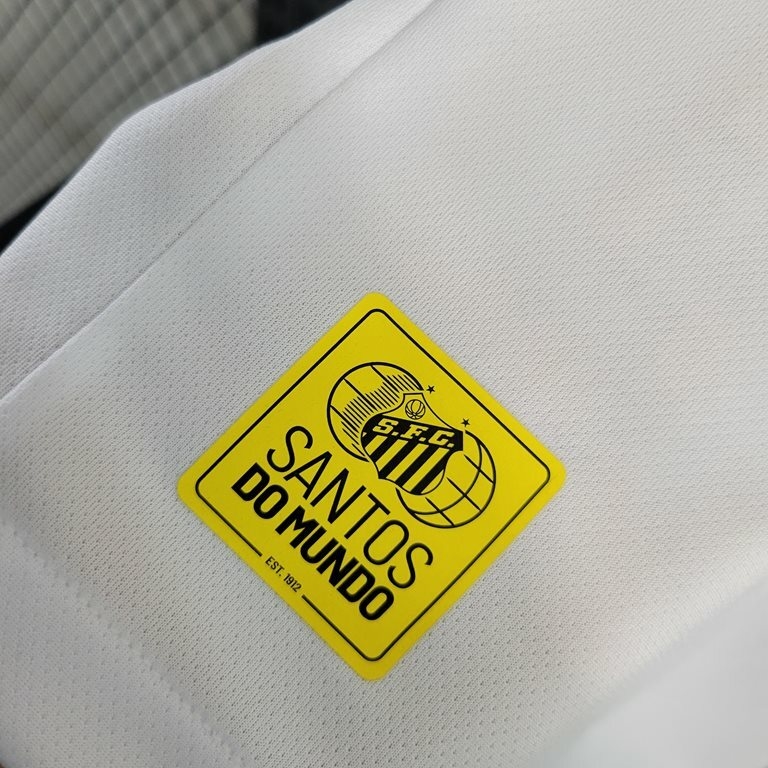 S.F.C.
SANTOS
DO MUNDO
EST. 1912